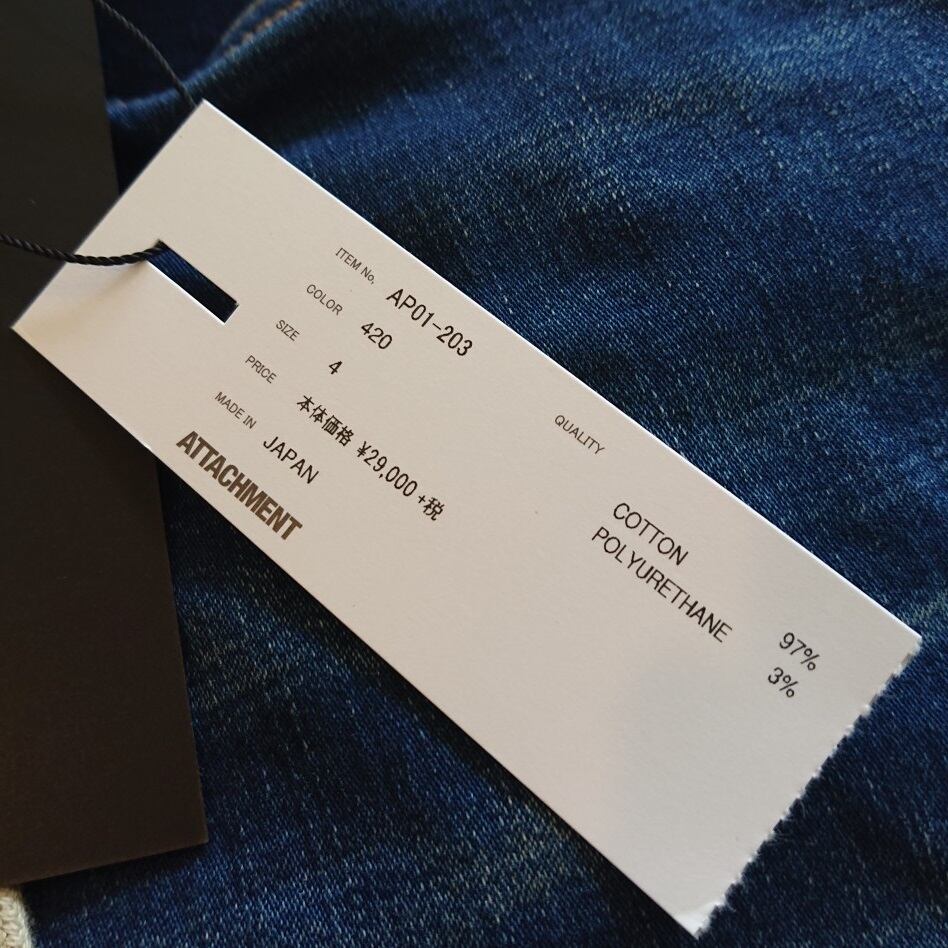 ITEM No. AP01-203
COLOR 420
SIZE 4
PRICE 本体価格 ¥29,000 +税
MADE IN JAPAN
ATTACHMENT
QUALITY
COTTON 97%
POLYURETHANE 3%